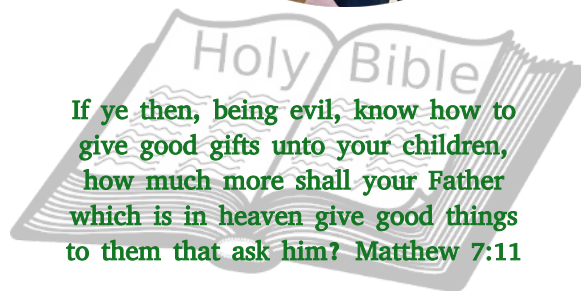 Holy Bible
If ye then, being evil, know how to
give good gifts unto your children,
how much more shall your Father
which is in heaven give good things
to them that ask him? Matthew 7:11